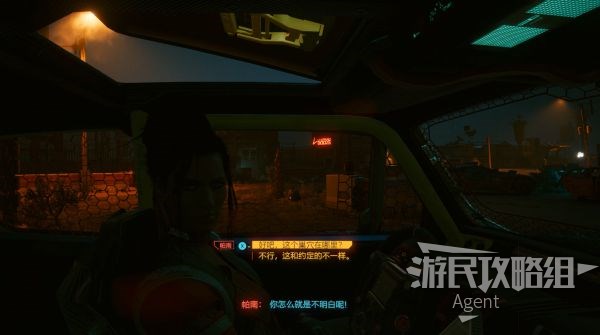 帕南
好吧，这个巢穴在哪里？
不行，这和约定的不一样。
游民攻略组
Agent
帕南： 你怎么就是不明白呢！